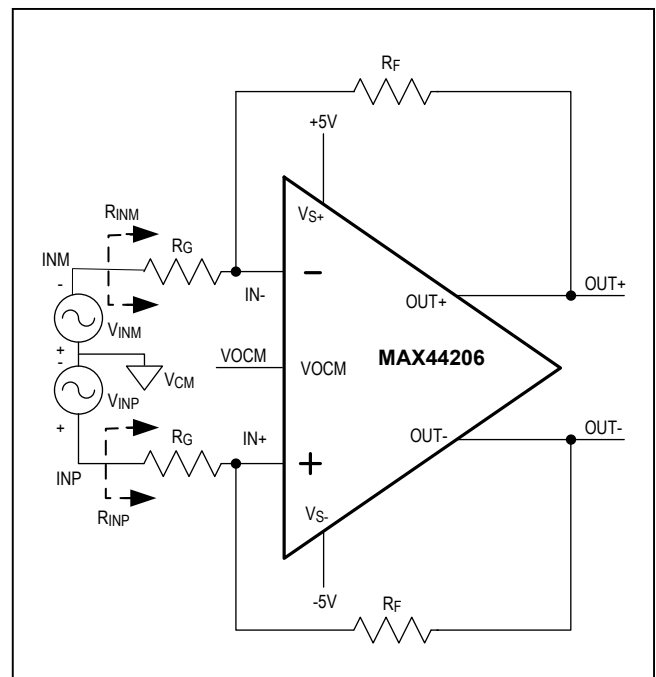 RF
+5V
VS+
RINM
RG
INM
-
IN-
−
OUT+
OUT+
VINM
+
-
VOCM
VOCM
MAX44206
VCM
VINP
+
IN+
OUT-
OUT-
RG
+
INP
RINP
VS-
-5V
RF